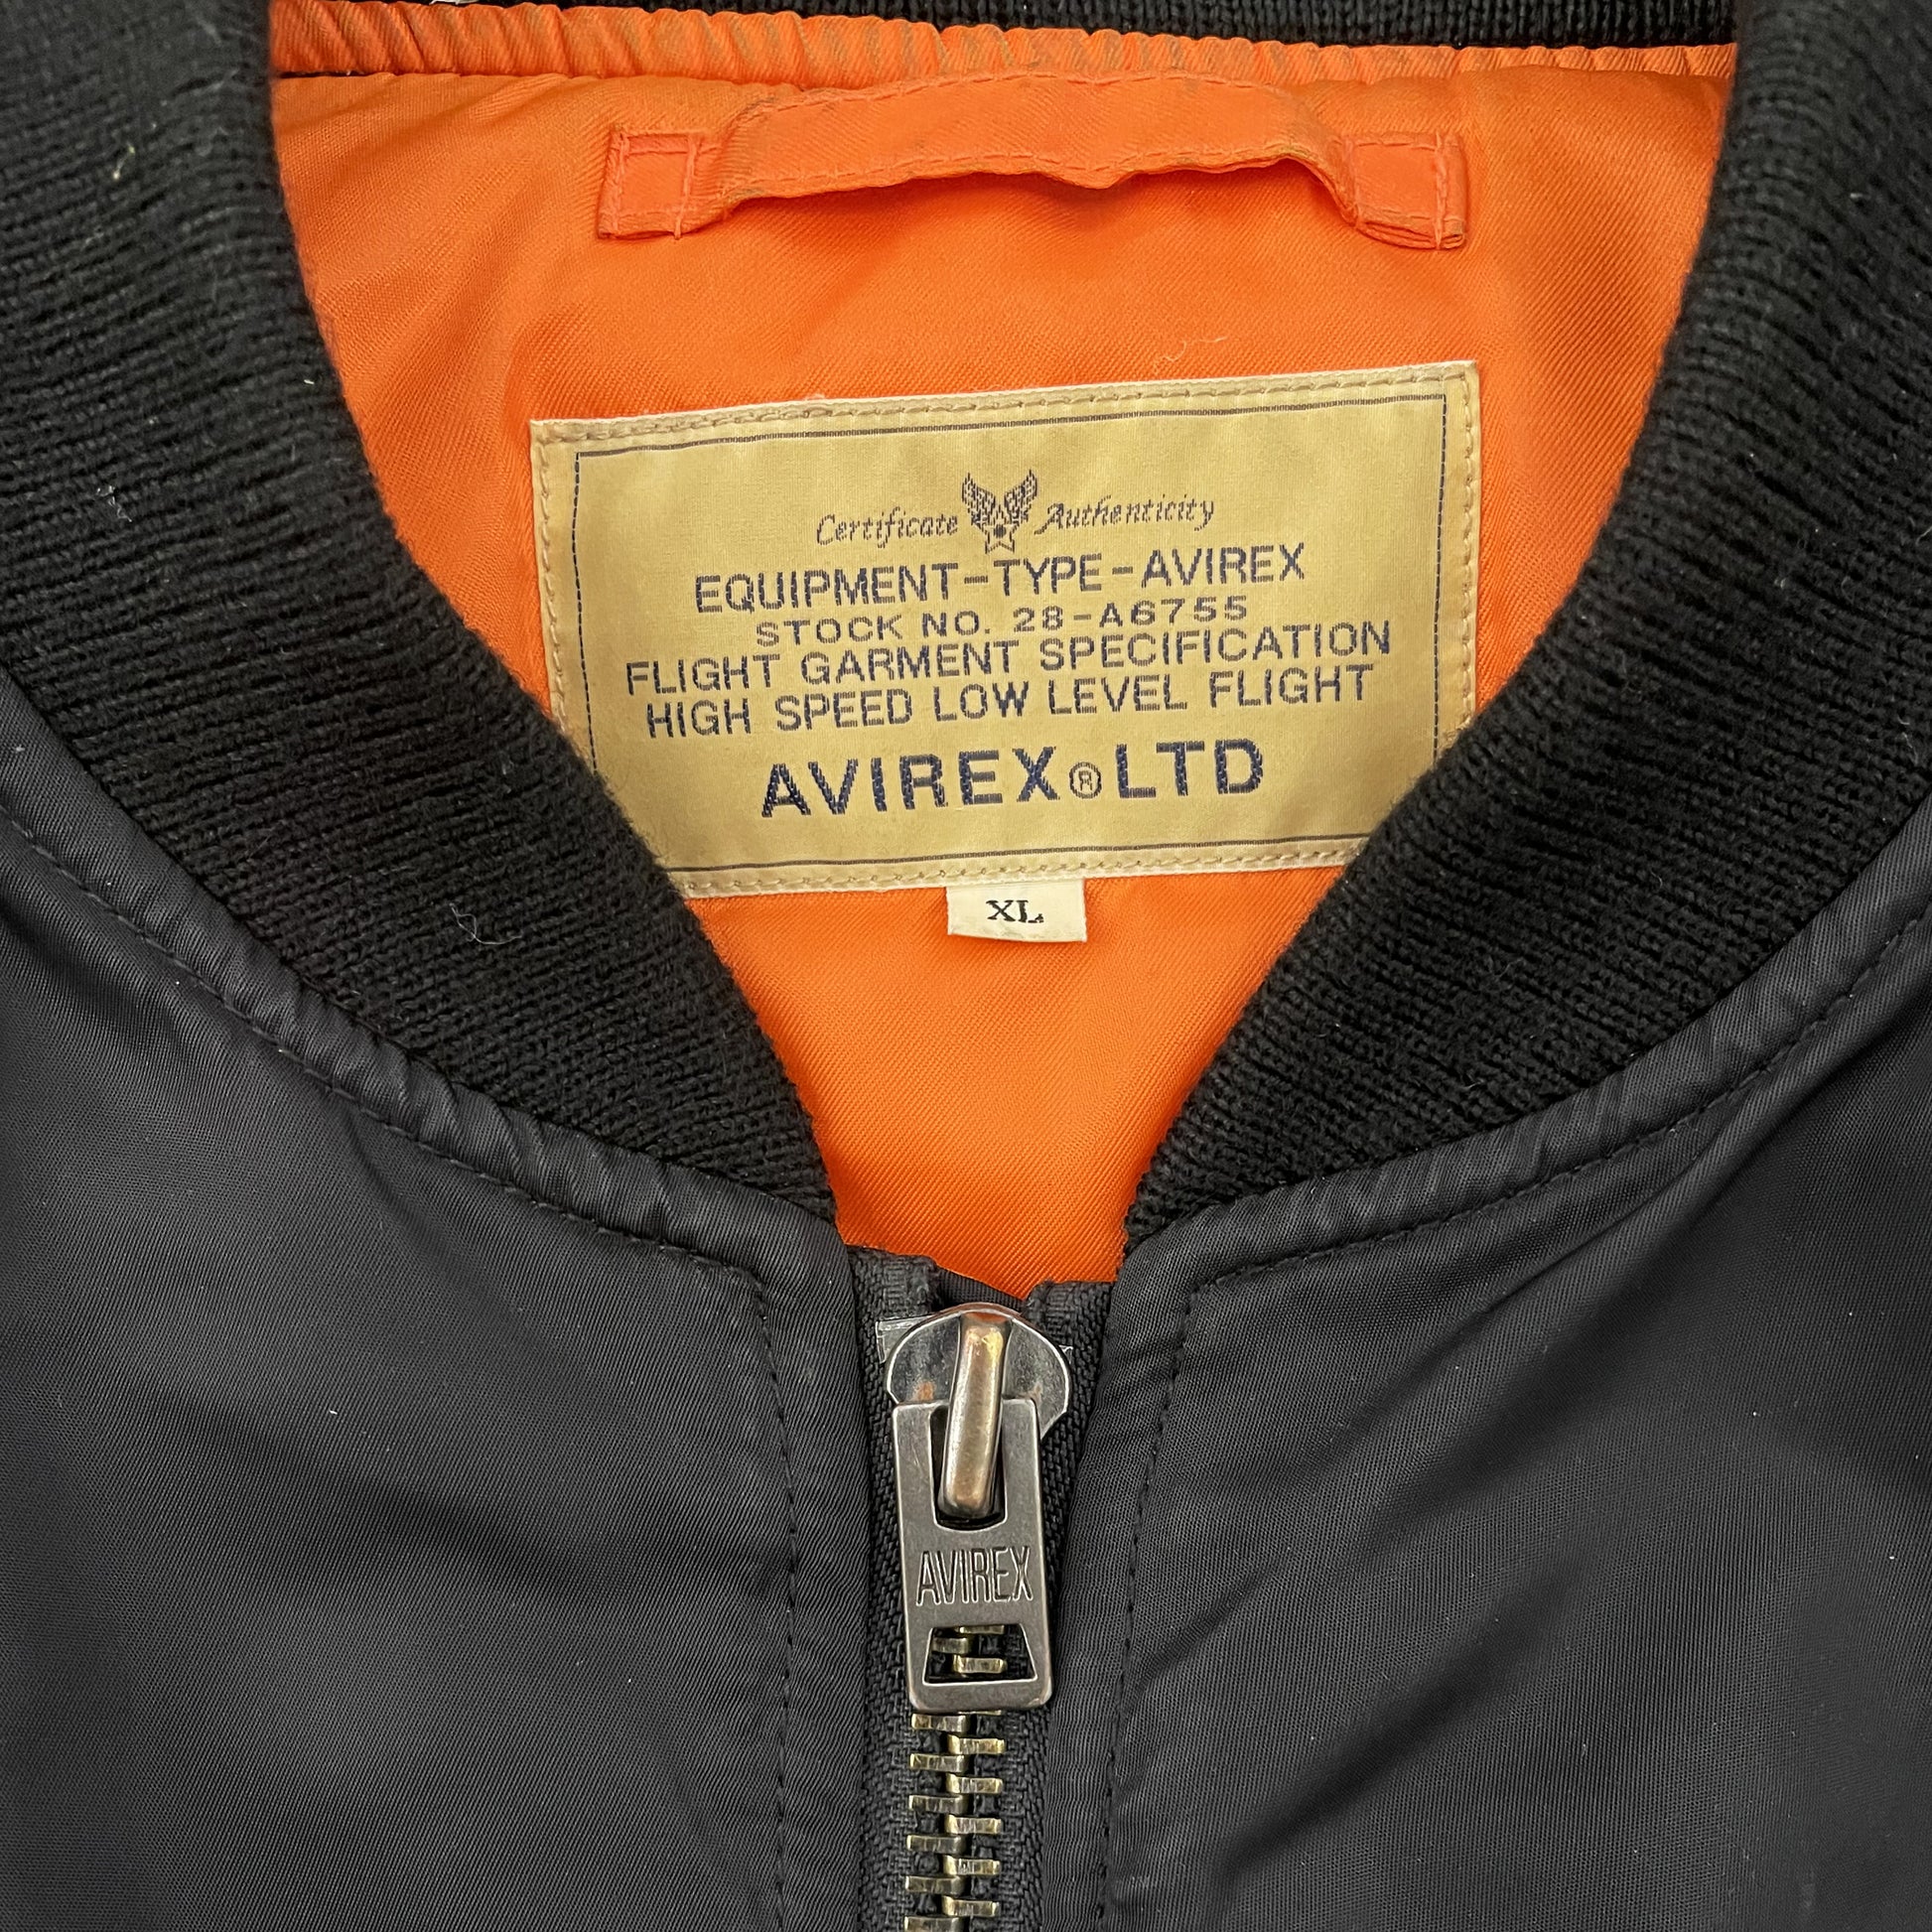 Certificate Authenticity
EQUIPMENT-TYPE-AVIREX
STOCK NO. 28-A6755
FLIGHT GARMENT SPECIFICATION
HIGH SPEED LOW LEVEL FLIGHT
AVIREX®LTD
XL
AVIREX